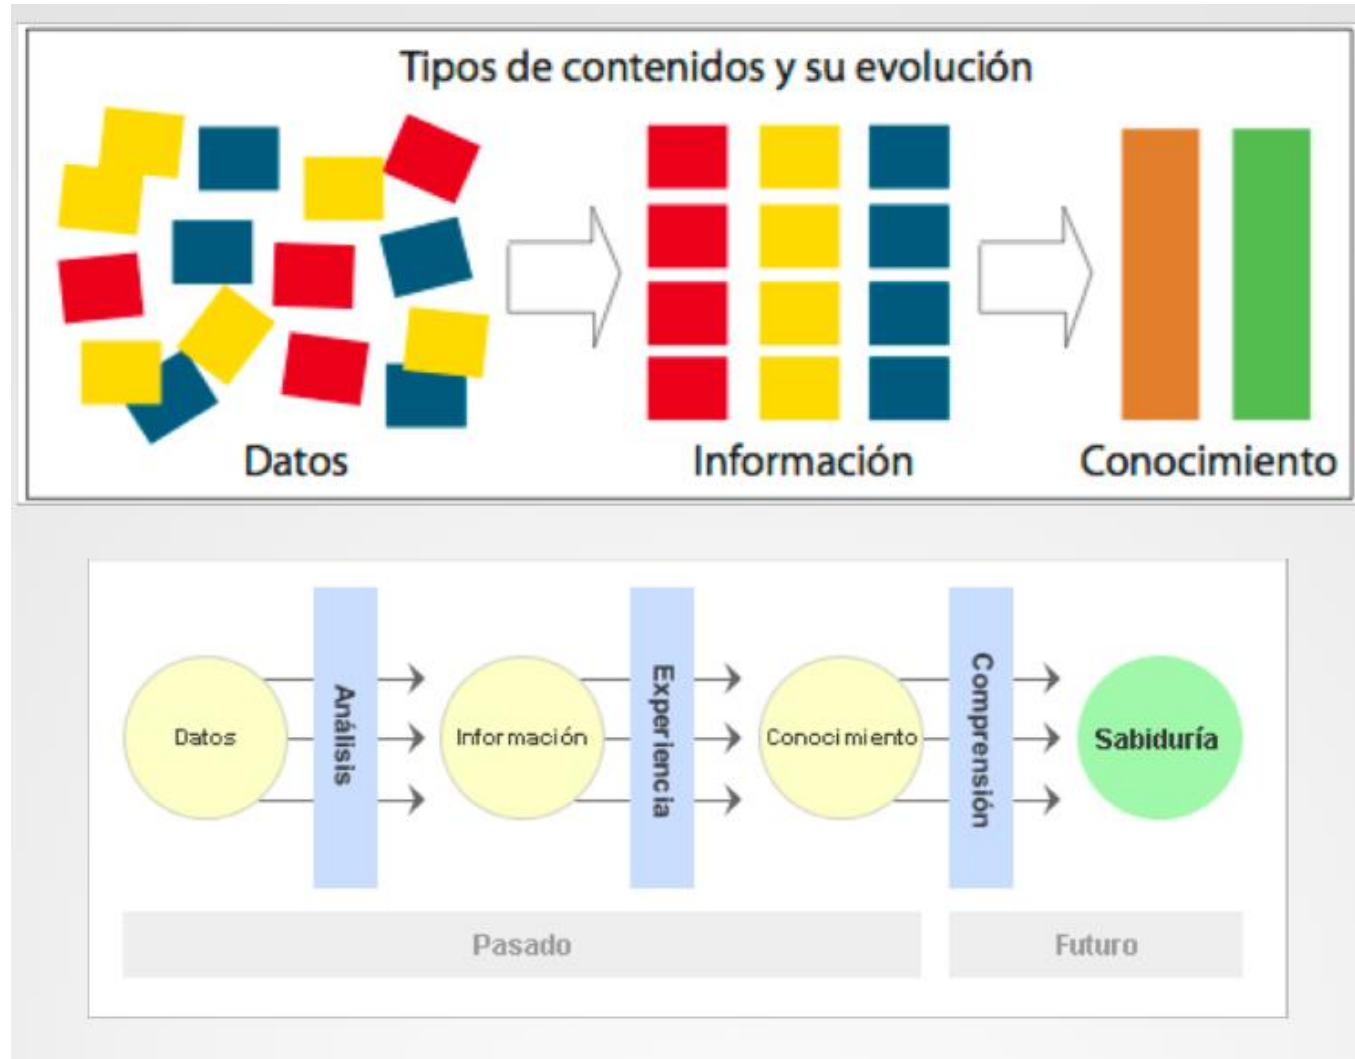 Tipos de contenidos y su evolución
Datos
Información
Conocimiento
Datos
Análisis
Información
Experiencia
Conocimiento
Comprensión
Sabiduría
Pasado
Futuro